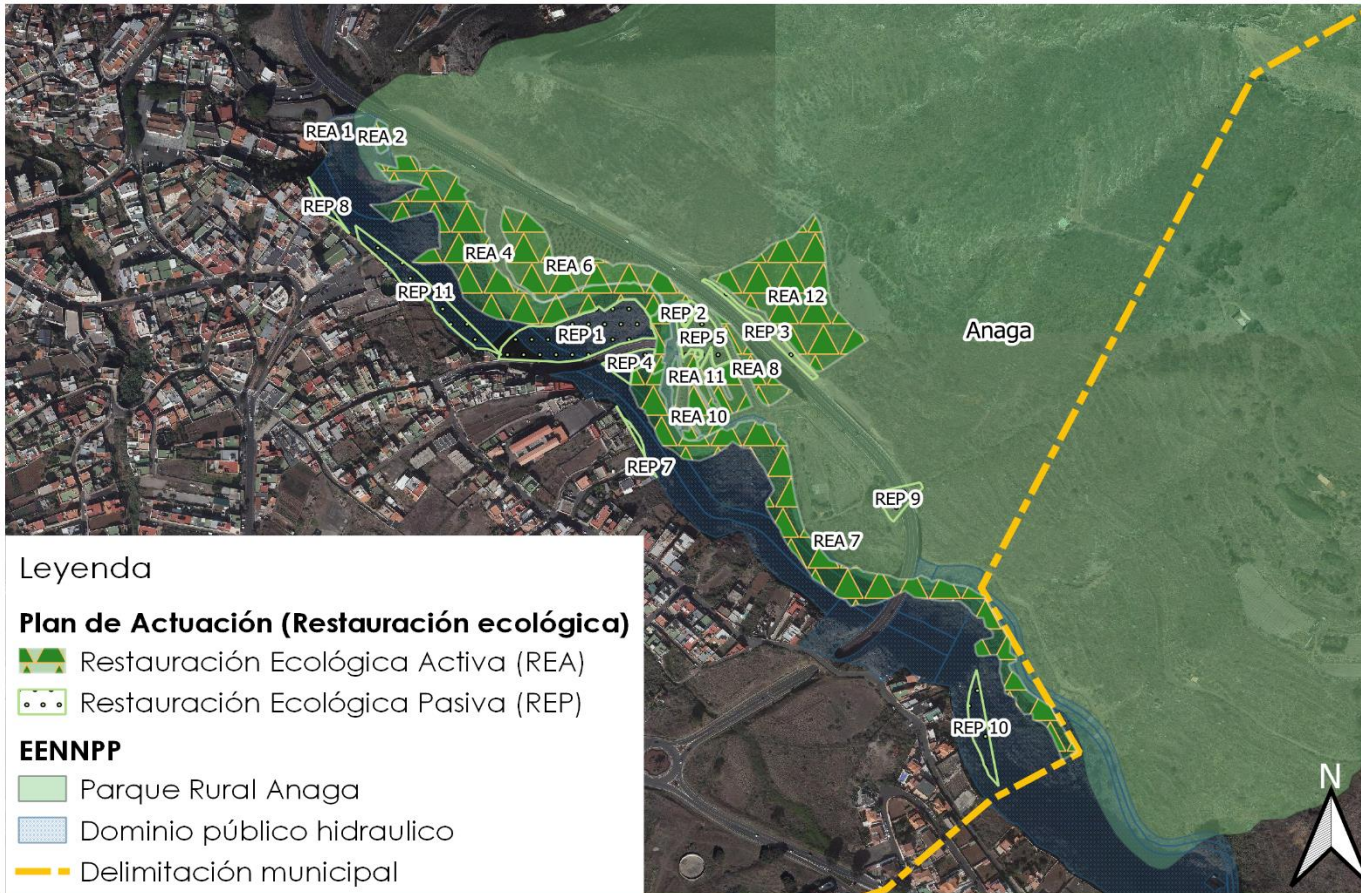 REA 1
REA 2
REP 8
REA 4
REA 6
REP 11
REA 12
REP 2
REP 1
REP 3
REP 5
Anaga
REP 4
REA 8
REA 11
REA 10
REP 7
REP 9
REA 7
REP 10
Leyenda
Plan de Actuación (Restauración ecológica)
Restauración Ecológica Activa (REA)
Restauración Ecológica Pasiva (REP)
EENNPP
Parque Rural Anaga
Dominio público hidraulico
Delimitación municipal
N